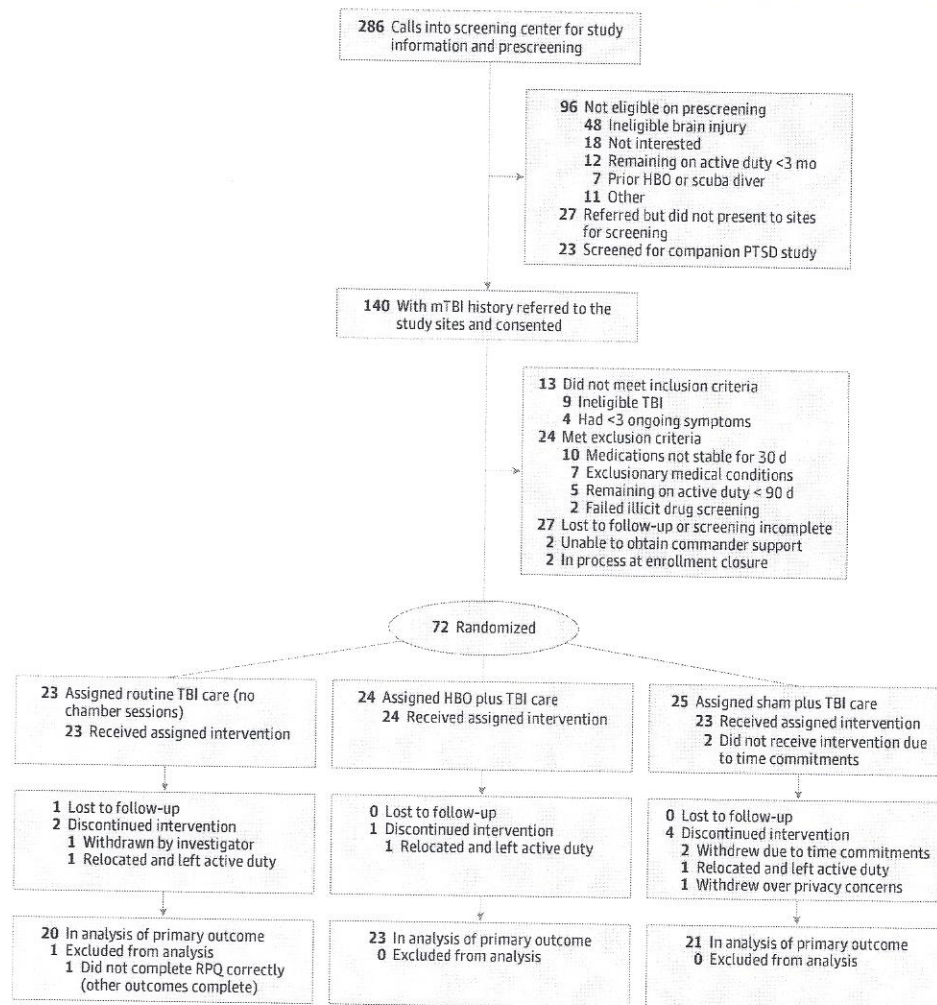 286 Calls into screening center for study
information and prescreening
96 Not eligible on prescreening
48 Ineligible brain injury
18 Not interested
12 Remaining on active duty <3 mo
7 Prior HBO or scuba diver
11 Other
27 Referred but did not present to sites
for screening
23 Screened for companion PTSD study
140 With mTBI history referred to the
study sites and consented
13 Did not meet inclusion criteria
9 Ineligible TBI
4 Had <3 ongoing symptoms
24 Met exclusion criteria
10 Medications not stable for 30 d
7 Exclusionary medical conditions
5 Remaining on active duty < 90 d
2 Failed illicit drug screening
27 Lost to follow-up or screening incomplete
2 Unable to obtain commander support
2 In process at enrollment closure
72 Randomized
23 Assigned routine TBI care (no
chamber sessions)
23 Received assigned intervention
24 Assigned HBO plus TBI care
24 Received assigned intervention
25 Assigned sham plus TBI care
23 Received assigned intervention
2 Did not receive intervention due
to time commitments
1 Lost to follow-up
2 Discontinued intervention
1 Withdrawn by investigator
1 Relocated and left active duty
0 Lost to follow-up
1 Discontinued intervention
1 Relocated and left active duty
0 Lost to follow-up
4 Discontinued intervention
2 Withdrew due to time commitments
1 Relocated and left active duty
1 Withdrew over privacy concerns
20 In analysis of primary outcome
1 Excluded from analysis
1 Did not complete RPQ correctly
(other outcomes complete)
23 In analysis of primary outcome
0 Excluded from analysis
21 In analysis of primary outcome
0 Excluded from analysis